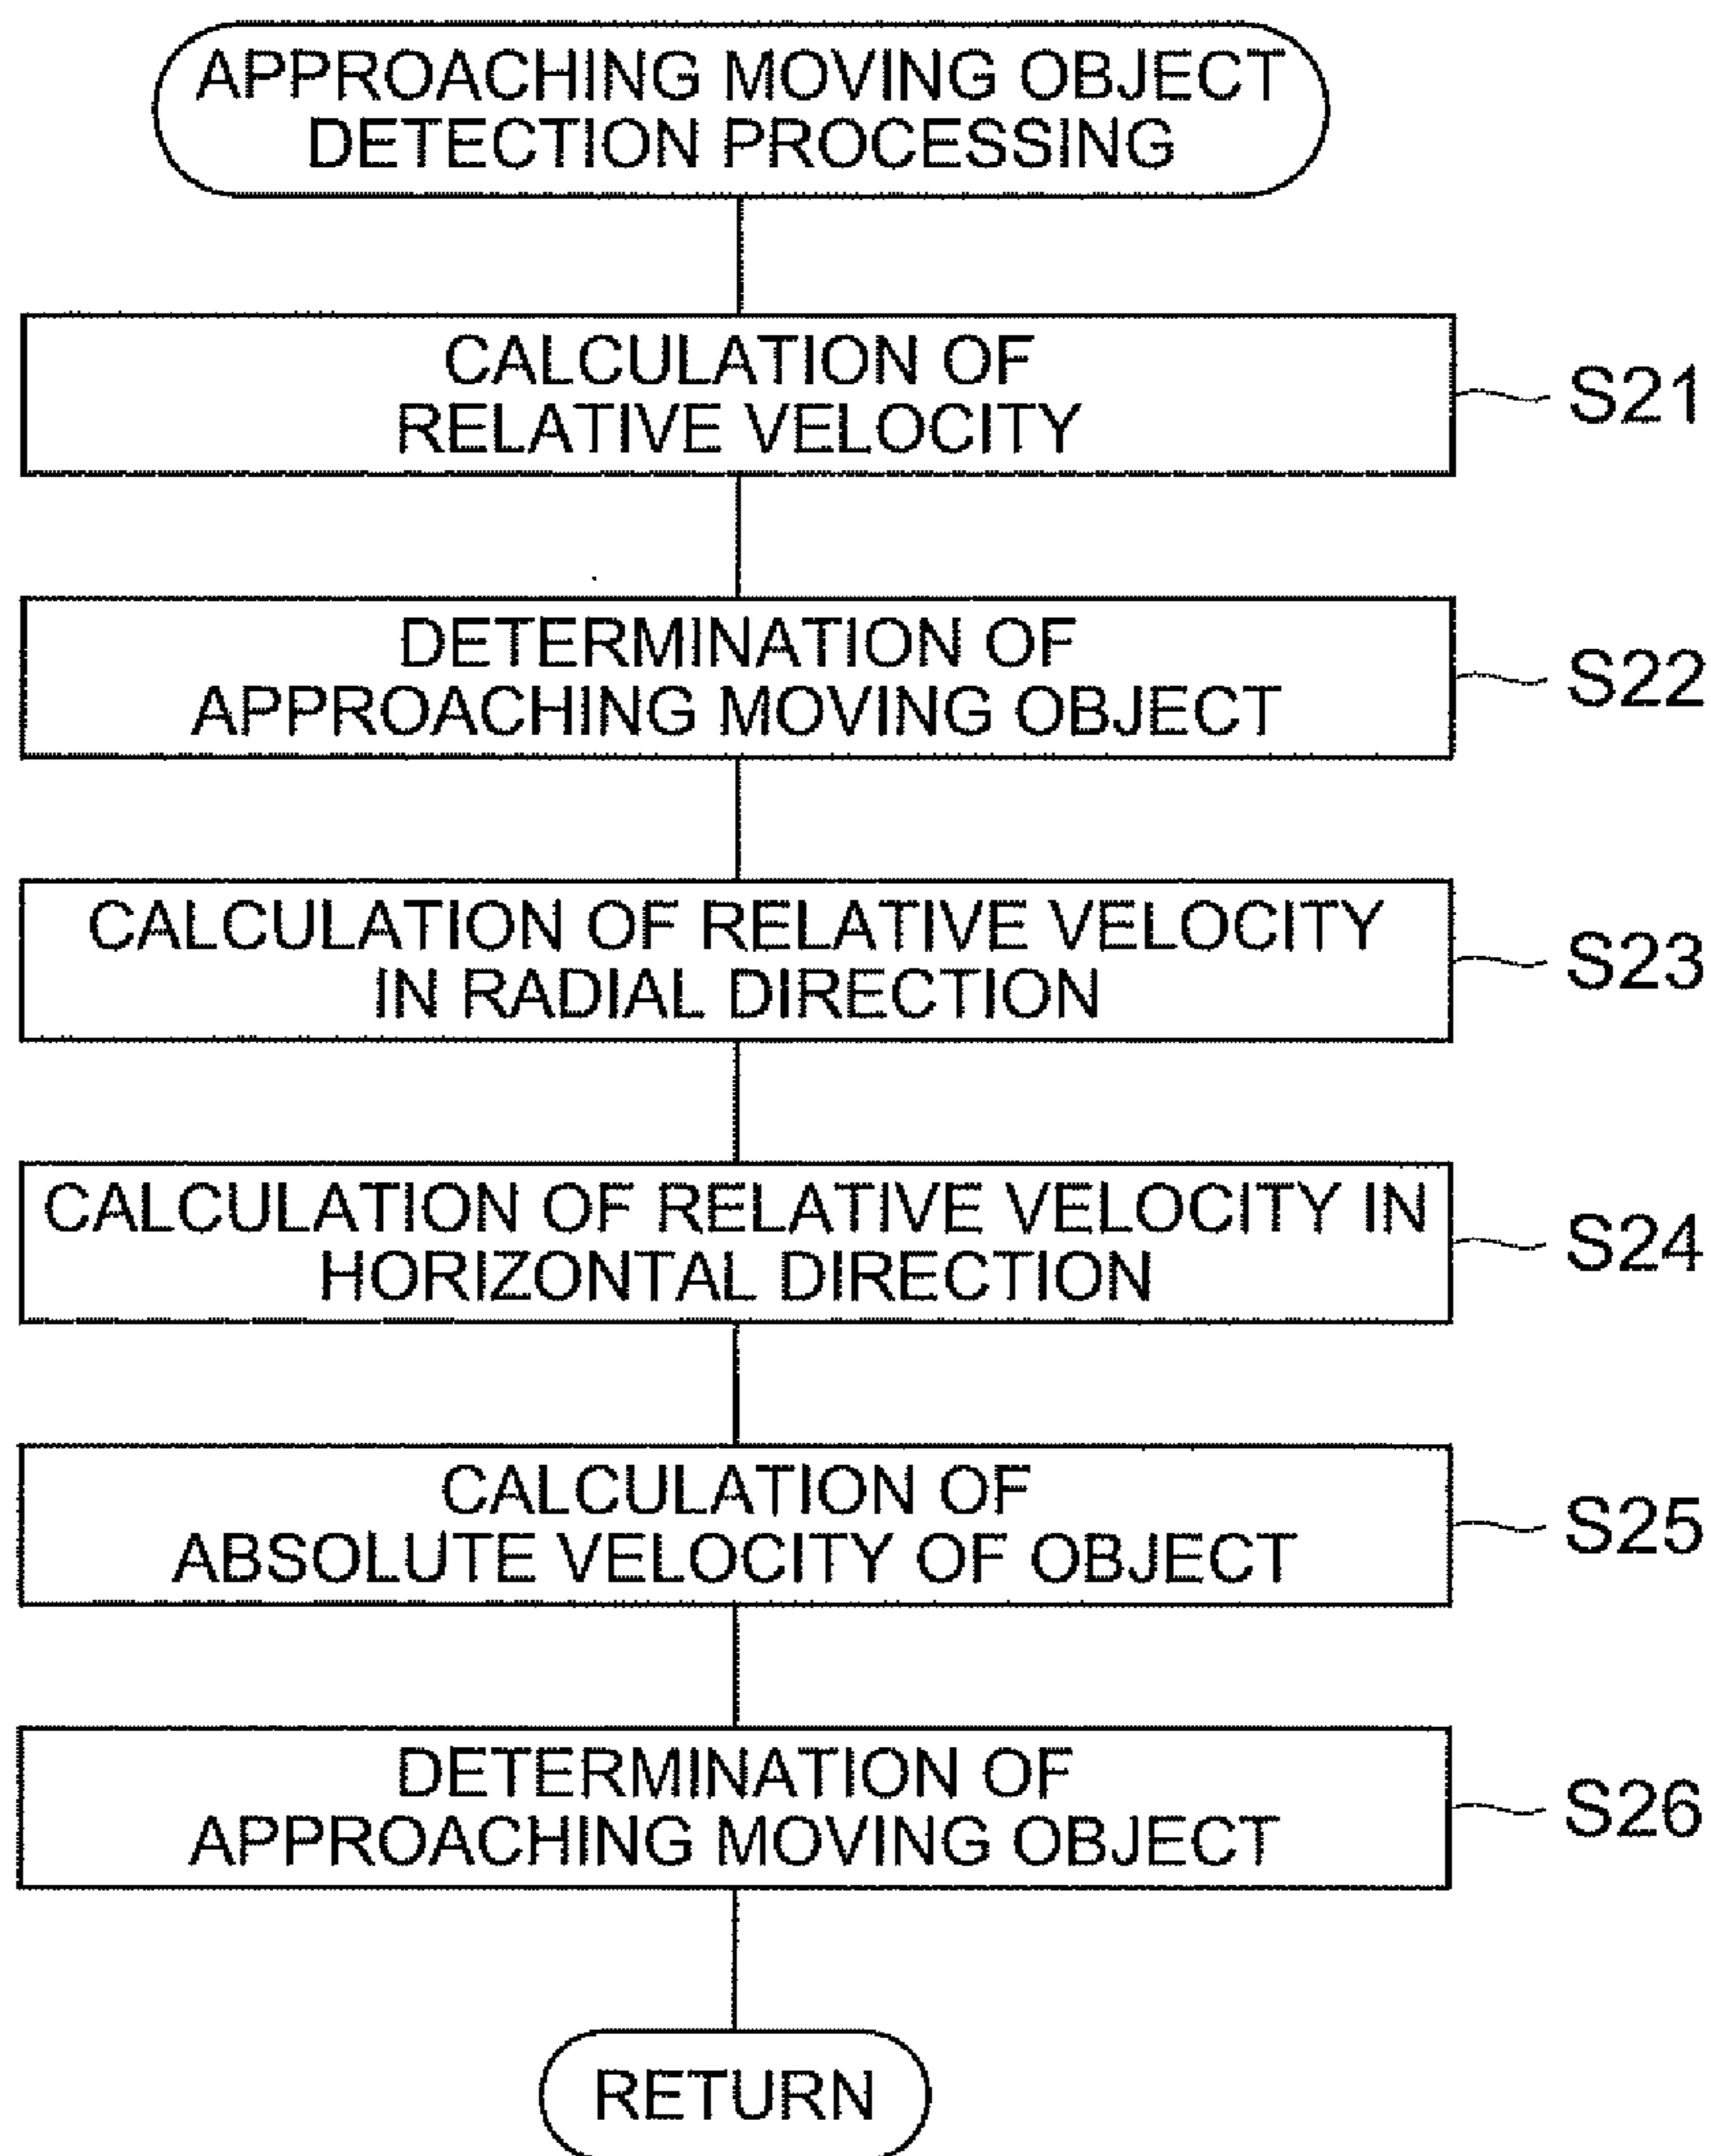 APPROACHING MOVING OBJECT
DETECTION PROCESSING
CALCULATION OF
RELATIVE VELOCITY
S21
DETERMINATION OF
APPROACHING MOVING OBJECT
S22
CALCULATION OF RELATIVE VELOCITY
IN RADIAL DIRECTION
S23
CALCULATION OF RELATIVE VELOCITY IN
HORIZONTAL DIRECTION
S24
CALCULATION OF
ABSOLUTE VELOCITY OF OBJECT
S25
DETERMINATION OF
APPROACHING MOVING OBJECT
S26
RETURN